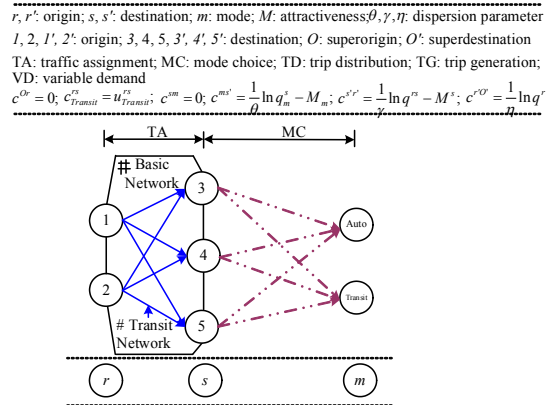 r, r': origin; s, s': destination; m: mode; M: attractiveness; θ, γ, η: dispersion parameter
1, 2, 1', 2': origin; 3, 4, 5, 3', 4', 5': destination; O: superorigin; O': superdestination
TA: traffic assignment; MC: mode choice; TD: trip distribution; TG: trip generation;
VD: variable demand
c^{Or} = 0; c^{rs}_{Transit} = u^{rs}_{Transit}; c^{sm} = 0; c^{ms'} = \frac{1}{θ} ln q^{s}_{m} − M_m; c^{s'r'} = \frac{1}{γ} ln q^{rs} − M^s; c^{r'O'} = \frac{1}{η} ln q^r
TA MC
# Basic
Network
3
1
Auto
4
2
Transit
# Transit
Network
5
r s m